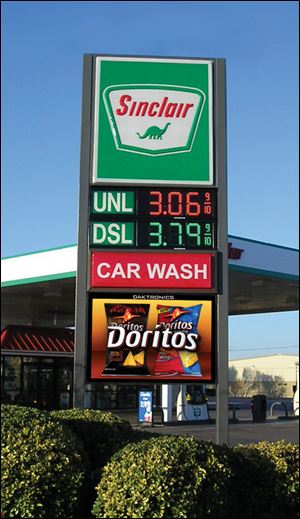 Sinclair
UNL 3.06 9/10
DSL 3.79 9/10
CAR WASH
DAKTRONICS
Doritos Doritos
Doritos